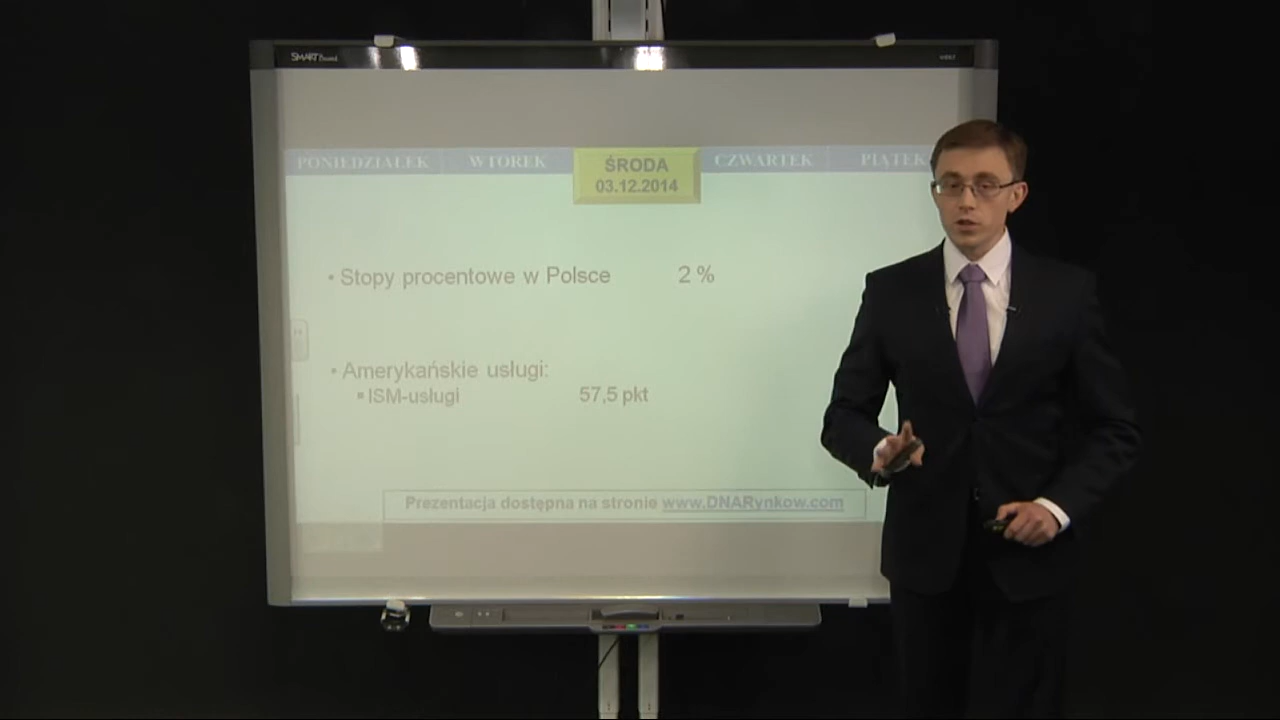 SMART Board
PONIEDZIAŁEK WTOREK ŚRODA CZWARTEK PIĄTEK
03.12.2014
• Stopy procentowe w Polsce 2 %
• Amerykańskie usługi:
▪ ISM-usługi 57,5 pkt
Prezentacja dostępna na stronie www.DNARynkow.com